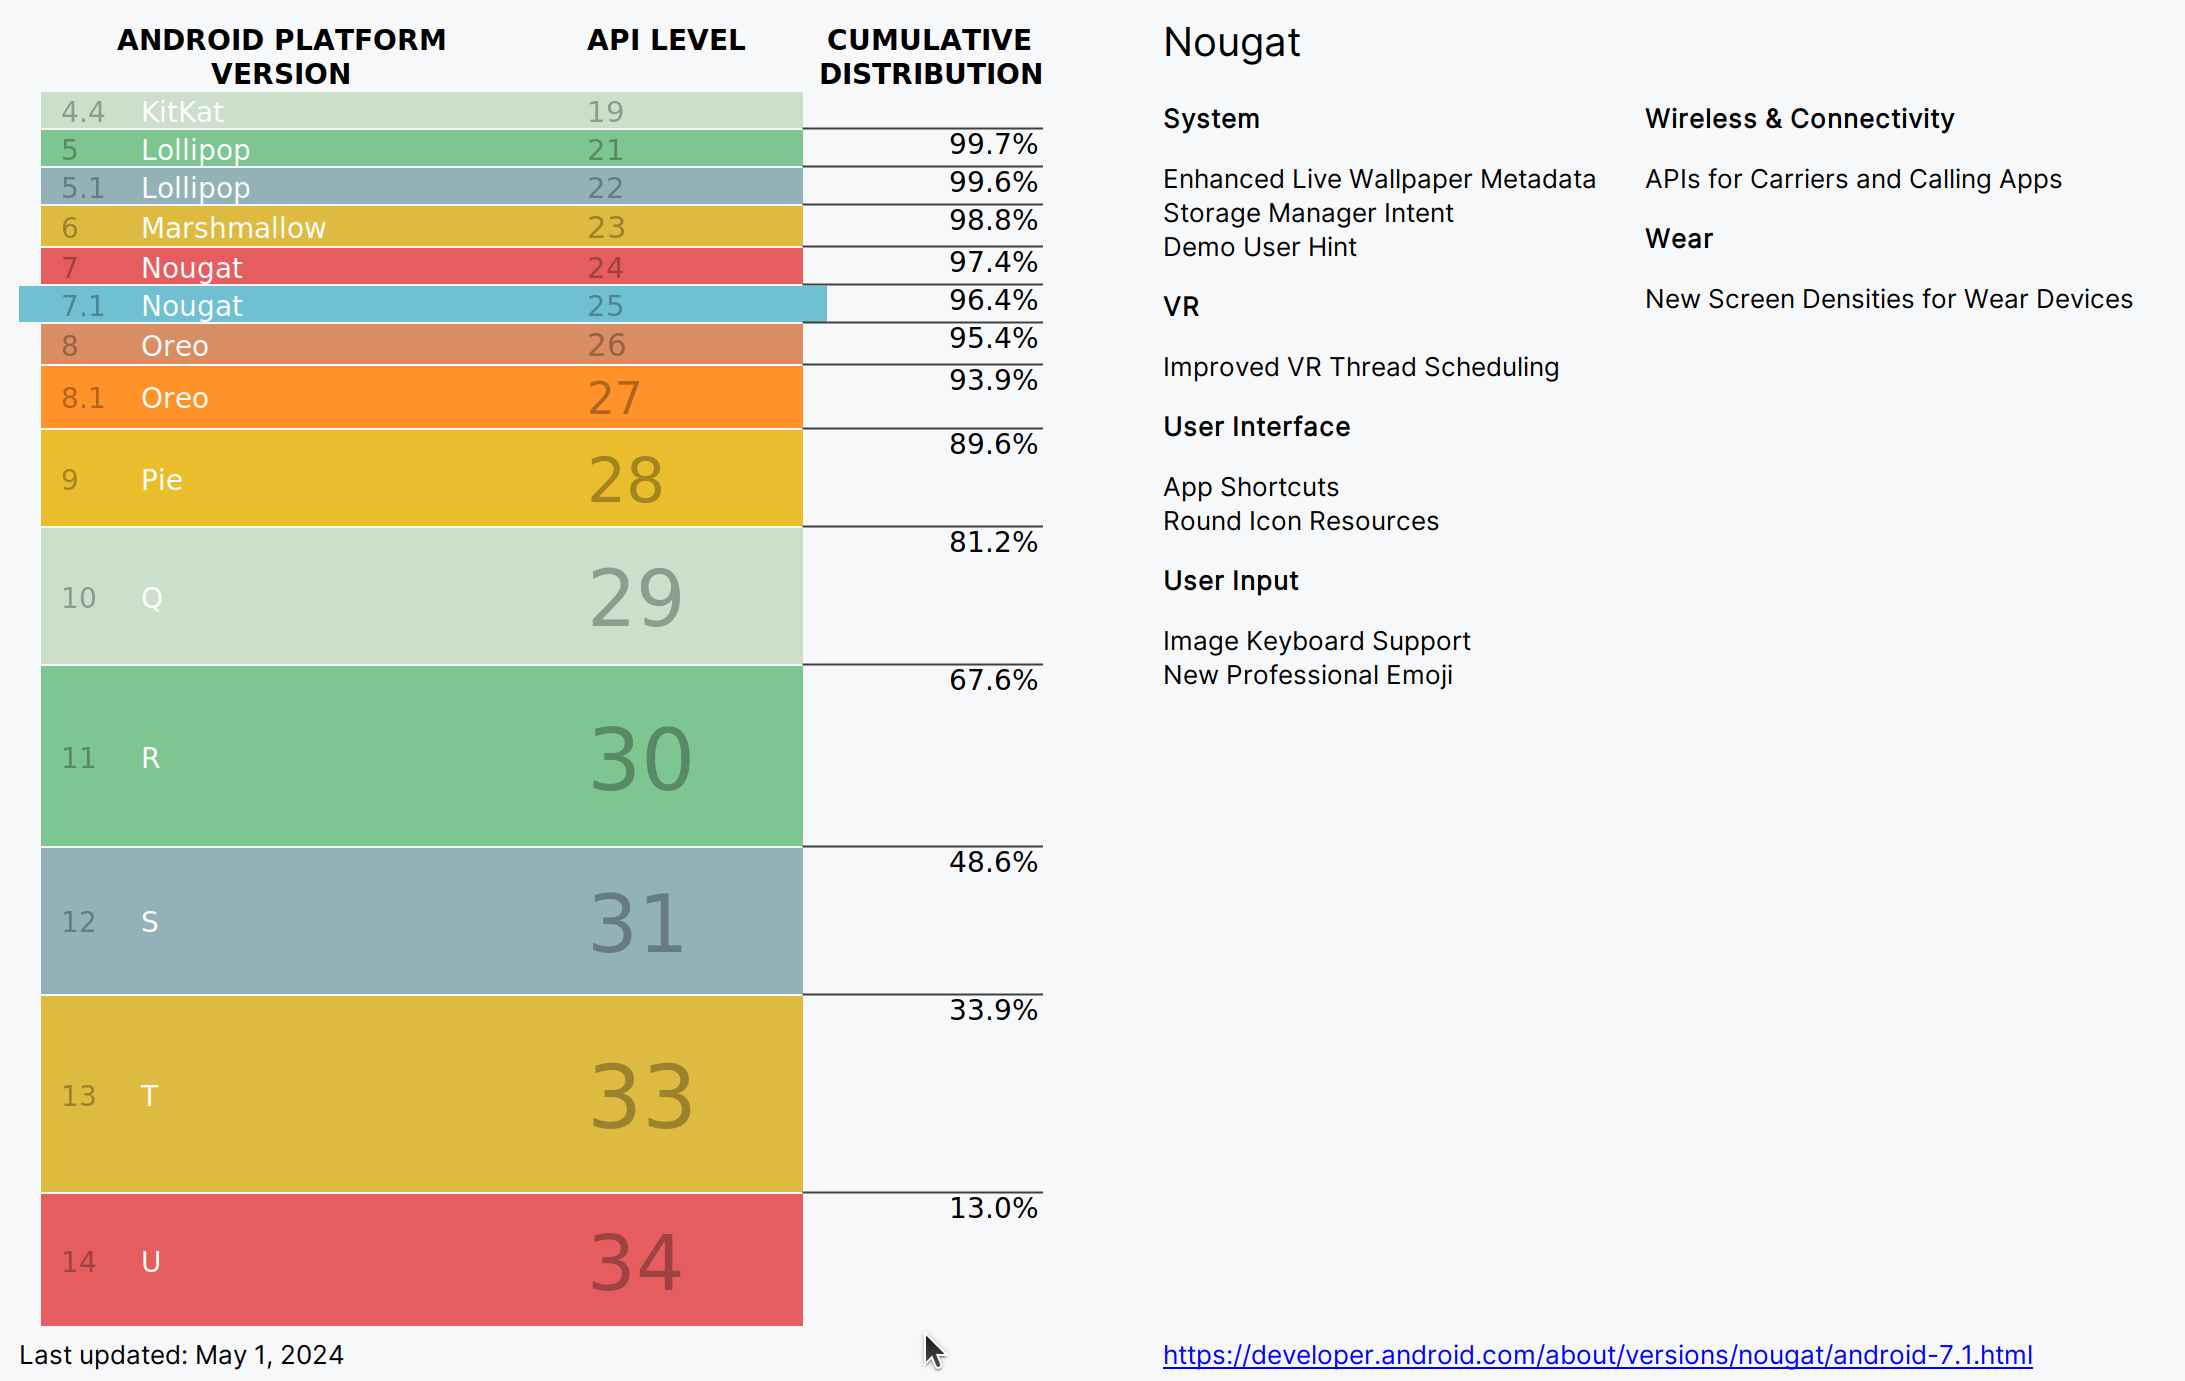 ANDROID PLATFORM
VERSION
API LEVEL
CUMULATIVE
DISTRIBUTION
4.4 KitKat 19
99.7%
5 Lollipop 21
99.6%
5.1 Lollipop 22
98.8%
6 Marshmallow 23
97.4%
7 Nougat 24
96.4%
7.1 Nougat 25
95.4%
8 Oreo 26
93.9%
8.1 Oreo 27
89.6%
9 Pie 28
81.2%
10 Q 29
67.6%
11 R 30
48.6%
12 S 31
33.9%
13 T 33
13.0%
14 U 34
Last updated: May 1, 2024
Nougat
System
Enhanced Live Wallpaper Metadata
Storage Manager Intent
Demo User Hint
VR
Improved VR Thread Scheduling
User Interface
App Shortcuts
Round Icon Resources
User Input
Image Keyboard Support
New Professional Emoji
Wireless & Connectivity
APIs for Carriers and Calling Apps
Wear
New Screen Densities for Wear Devices
https://developer.android.com/about/versions/nougat/android-7.1.html